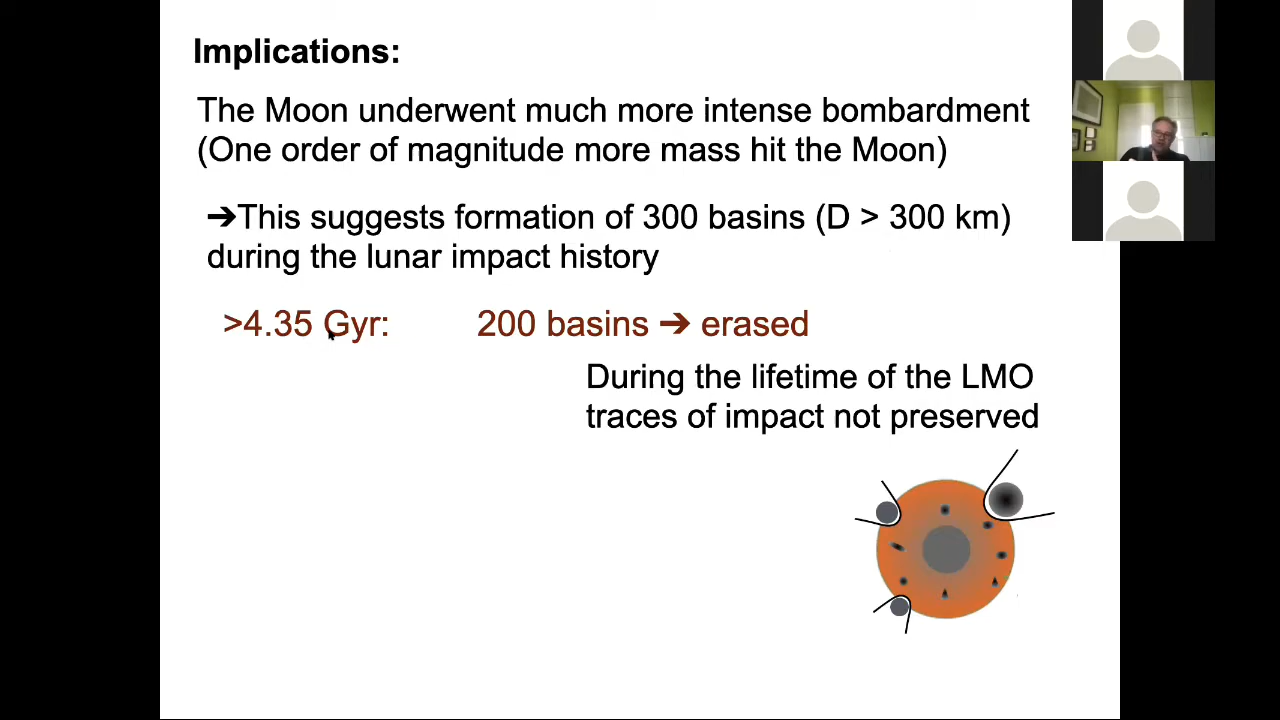 Implications:
The Moon underwent much more intense bombardment
(One order of magnitude more mass hit the Moon)
➔This suggests formation of 300 basins (D > 300 km)
during the lunar impact history
>4.35 Gyr: 200 basins ➔ erased
During the lifetime of the LMO
traces of impact not preserved